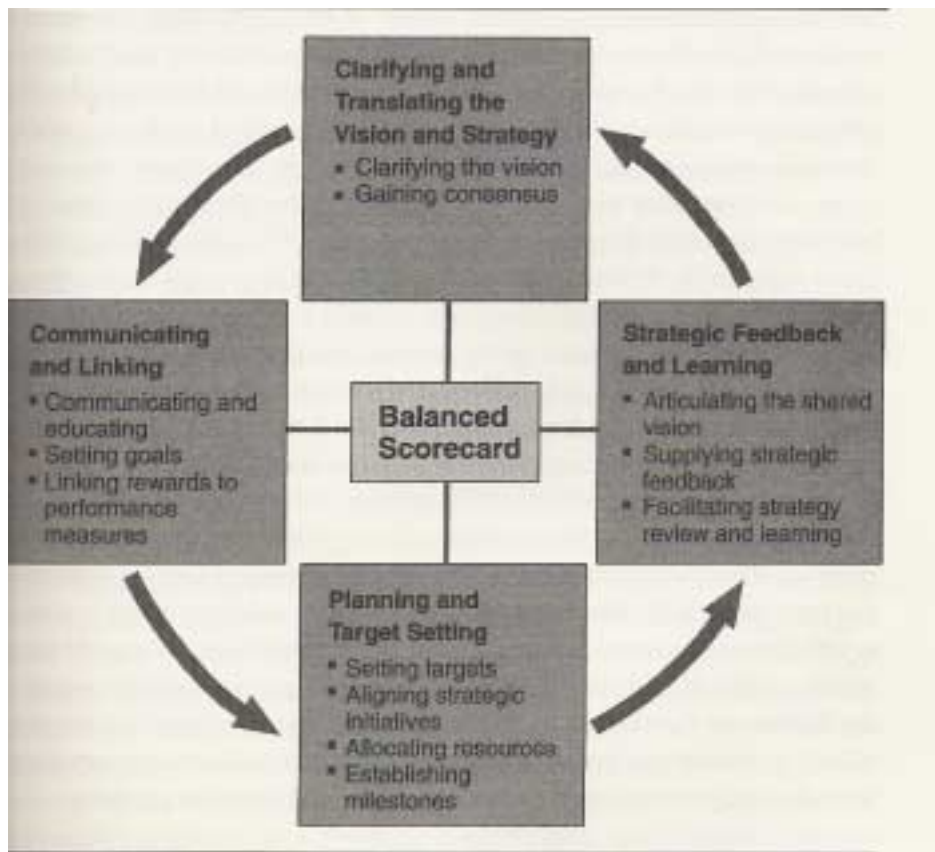 Clarifying and
Translating the
Vision and Strategy
▪ Clarifying the vision
▪ Gaining consensus
Communicating
and Linking
▪ Communicating and
educating
▪ Setting goals
▪ Linking rewards to
performance
measures
Balanced
Scorecard
Strategic Feedback
and Learning
▪ Articulating the shared
vision
▪ Supplying strategic
feedback
▪ Facilitating strategy
review and learning
Planning and
Target Setting
▪ Setting targets
▪ Aligning strategic
initiatives
▪ Allocating resources
▪ Establishing
milestones